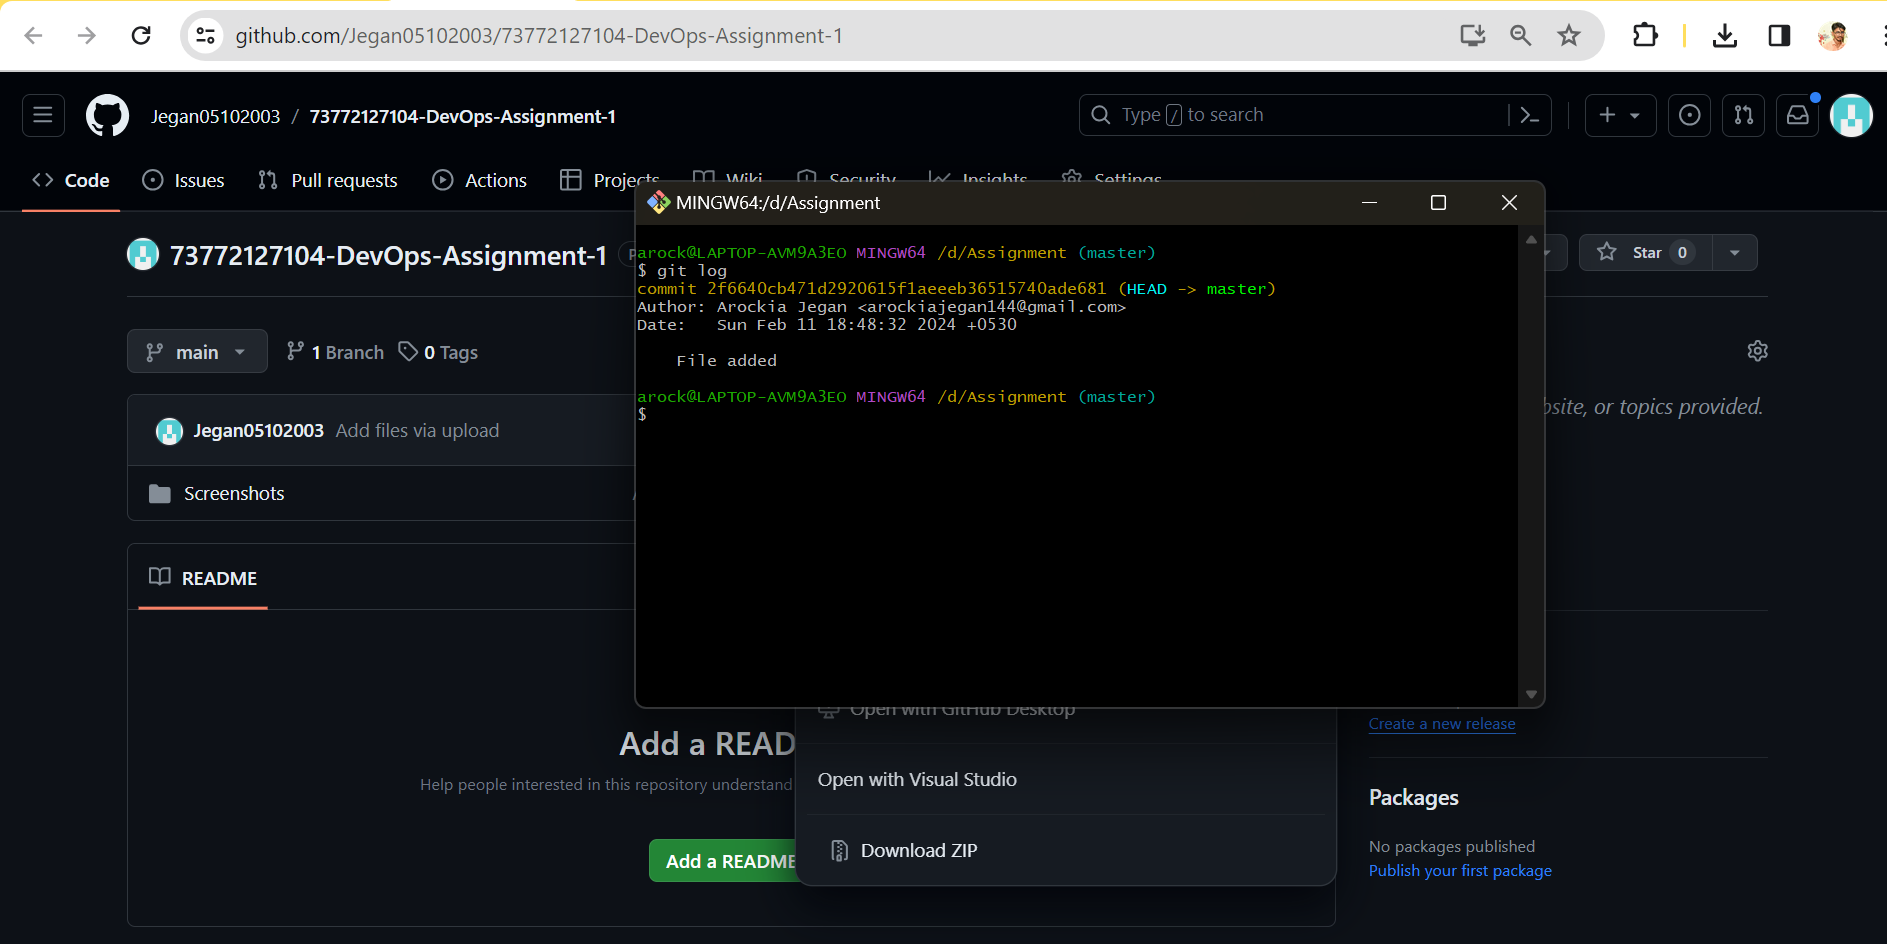 github.com/Jegan05102003/73772127104-DevOps-Assignment-1
Jegan05102003 / 73772127104-DevOps-Assignment-1
Type / to search
Code Issues Pull requests Actions Projects Wiki Security Insights Settings
73772127104-DevOps-Assignment-1
Star 0
main 1 Branch 0 Tags
Jegan05102003 Add files via upload
Screenshots
README
MINGW64:/d/Assignment
arock@LAPTOP-AVM9A3EO MINGW64 /d/Assignment (master)
$ git log
commit 2f6640cb471d2920615f1aeeeb36515740ade681 (HEAD -> master)
Author: Arockia Jegan <arockiajegan144@gmail.com>
Date: Sun Feb 11 18:48:32 2024 +0530
File added
arock@LAPTOP-AVM9A3EO MINGW64 /d/Assignment (master)
$
bsite, or topics provided.
Open with GitHub Desktop
Create a new release
Add a READ
Help people interested in this repository understand
Open with Visual Studio
Add a README
Download ZIP
Packages
No packages published
Publish your first package